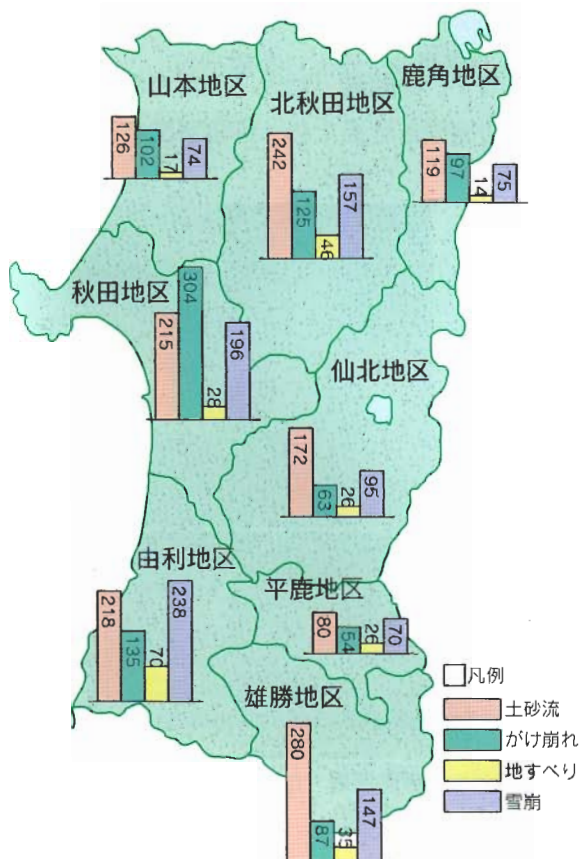 山本地区
126
102
17
74
北秋田地区
242
125
46
157
鹿角地区
119
97
14
75
秋田地区
215
304
28
196
仙北地区
172
63
26
95
由利地区
218
135
70
238
平鹿地区
80
54
26
70
雄勝地区
280
87
35
147
凡例
土砂流
がけ崩れ
地すべり
雪崩